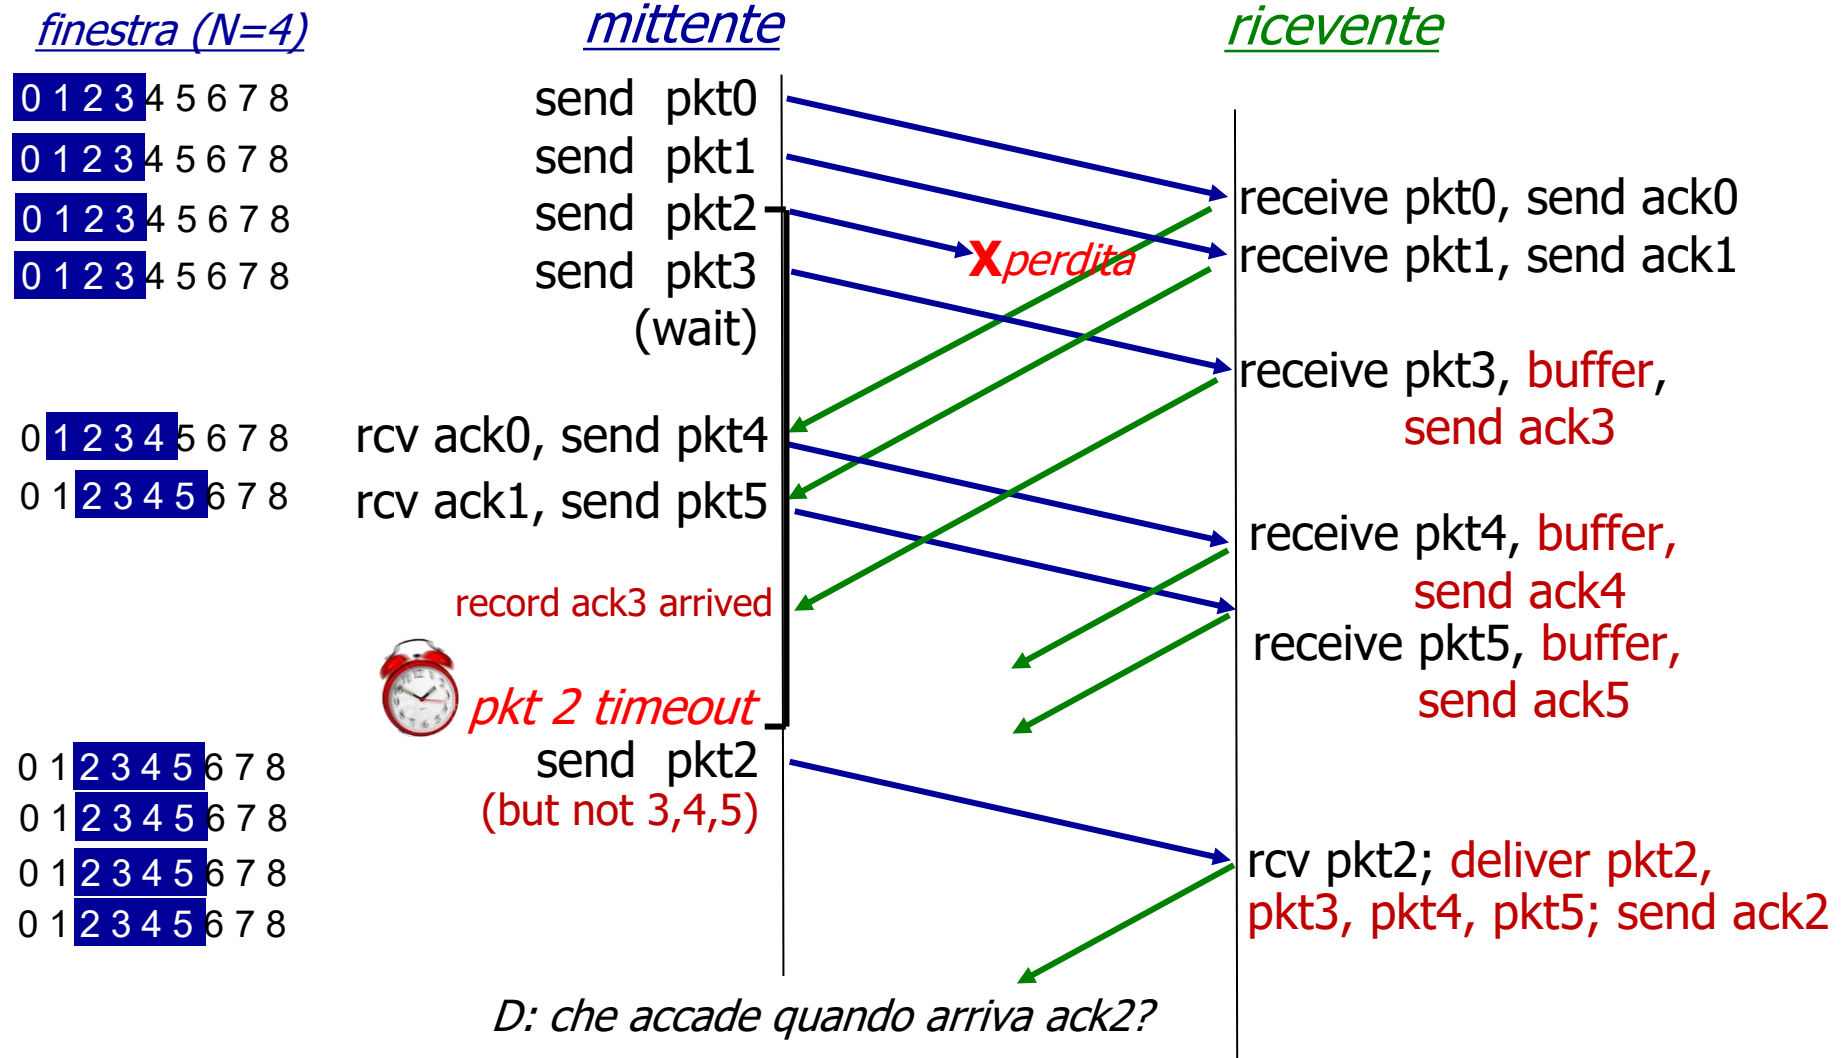 finestra (N=4)
mittente
ricevente
0 1 2 3 4 5 6 7 8
send pkt0
0 1 2 3 4 5 6 7 8
send pkt1
receive pkt0, send ack0
0 1 2 3 4 5 6 7 8
send pkt2
Xperdita
receive pkt1, send ack1
0 1 2 3 4 5 6 7 8
send pkt3
(wait)
receive pkt3, buffer,
send ack3
0 1 2 3 4 5 6 7 8
rcv ack0, send pkt4
0 1 2 3 4 5 6 7 8
rcv ack1, send pkt5
receive pkt4, buffer,
send ack4
record ack3 arrived
receive pkt5, buffer,
send ack5
pkt 2 timeout
0 1 2 3 4 5 6 7 8
send pkt2
0 1 2 3 4 5 6 7 8
(but not 3,4,5)
0 1 2 3 4 5 6 7 8
rcv pkt2; deliver pkt2,
0 1 2 3 4 5 6 7 8
pkt3, pkt4, pkt5; send ack2
D: che accade quando arriva ack2?